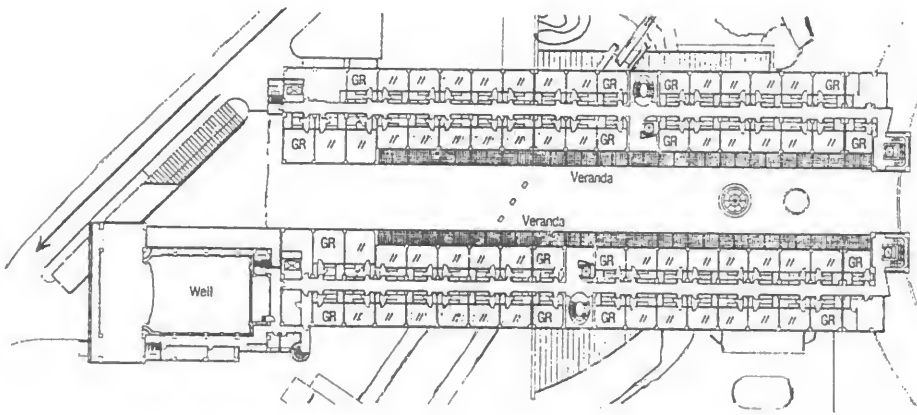 GR // // // // // // // GR GR // // // // GR
GR // // // // // // // // // GR GR // // // // // GR
Veranda
Veranda
GR // // // // // // GR GR // // // // // // // GR
Well
GR // // // // // // GR GR // // // // // // GR